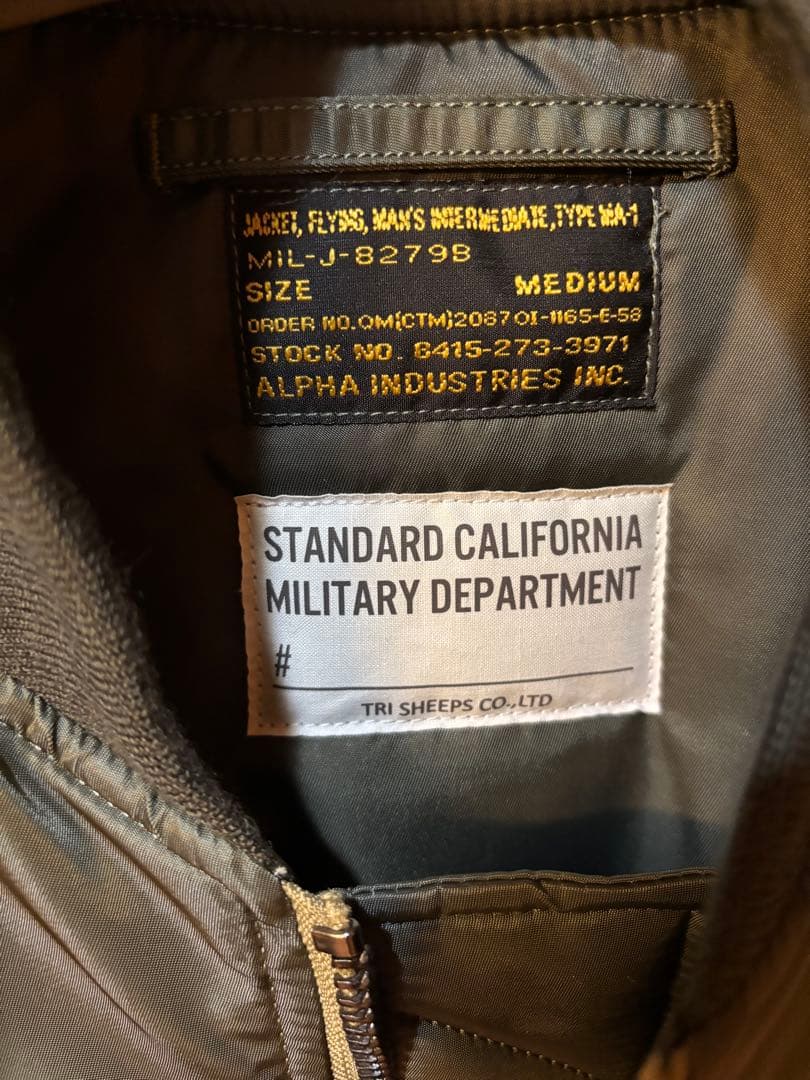 JACKET, FLYING, MAN'S INTERMEDIATE, TYPE MA-1
MIL-J-8279B
SIZE MEDIUM
ORDER NO. QM(CTM)2087OI-1165-E-58
STOCK NO. 8415-273-3971
ALPHA INDUSTRIES INC.
STANDARD CALIFORNIA
MILITARY DEPARTMENT
#
TRI SHEEPS CO.,LTD